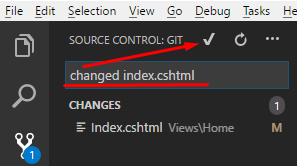 File Edit Selection View Go Debug Tasks He
SOURCE CONTROL: GIT
changed index.cshtml
CHANGES 1
Index.cshtml Views\Home M
1